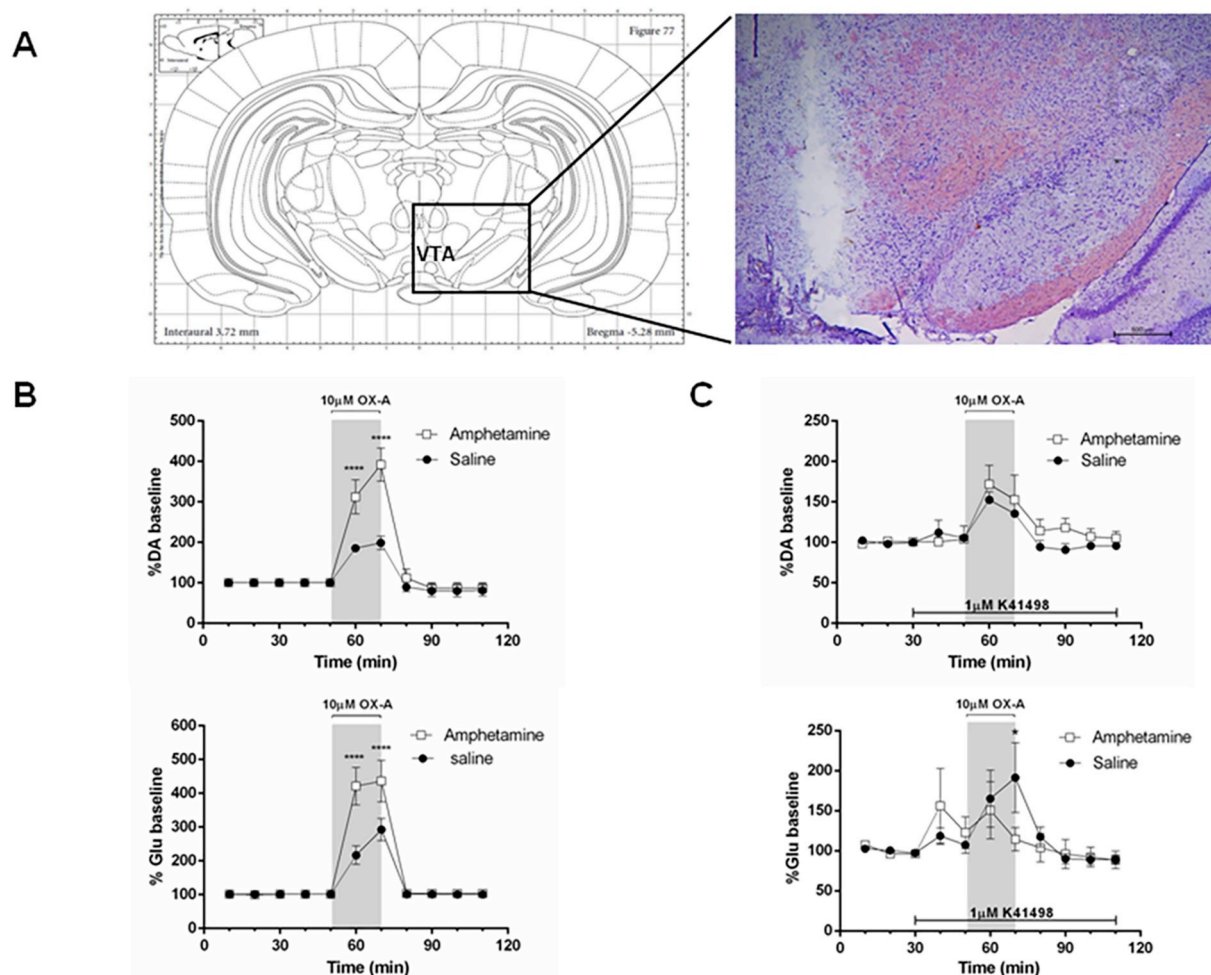 A
Figure 77
Interaural
VTA
Interaural 3.72 mm
Bregma -5.28 mm
B
10µM OX-A
500
400
300
200
100
0
%DA baseline
**** ****
Amphetamine
Saline
0 30 60 90 120
Time (min)
10µM OX-A
600
500
400
300
200
100
0
% Glu baseline
**** ****
Amphetamine
saline
0 30 60 90 120
Time (min)
C
10µM OX-A
250
200
150
100
50
0
%DA baseline
Amphetamine
Saline
1µM K41498
0 30 60 90 120
Time (min)
10µM OX-A
250
200
150
100
50
0
%Glu baseline
*
Amphetamine
Saline
1µM K41498
0 30 60 90 120
Time (min)